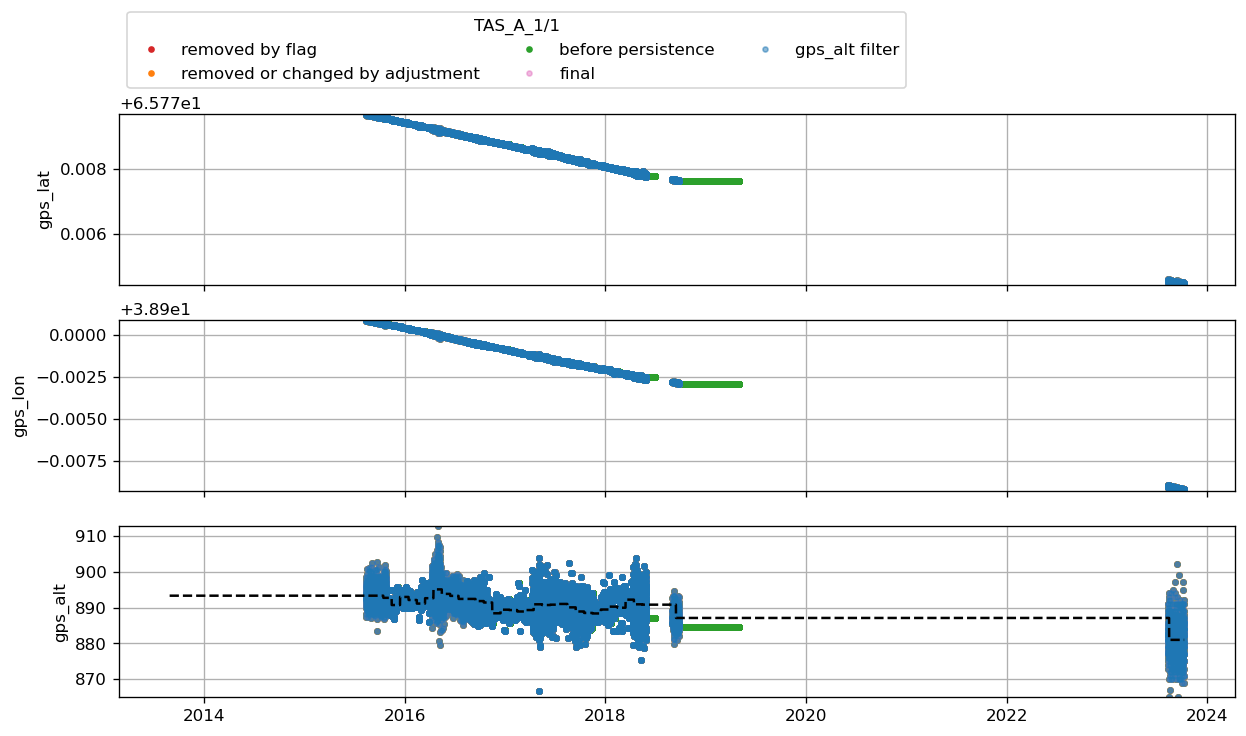 TAS_A_1/1
removed by flag
removed or changed by adjustment
before persistence
final
gps_alt filter
+6.577e1
0.008
0.006
gps_lat
+3.89e1
0.0000
−0.0025
−0.0050
−0.0075
gps_lon
910
900
890
880
870
gps_alt
2014 2016 2018 2020 2022 2024